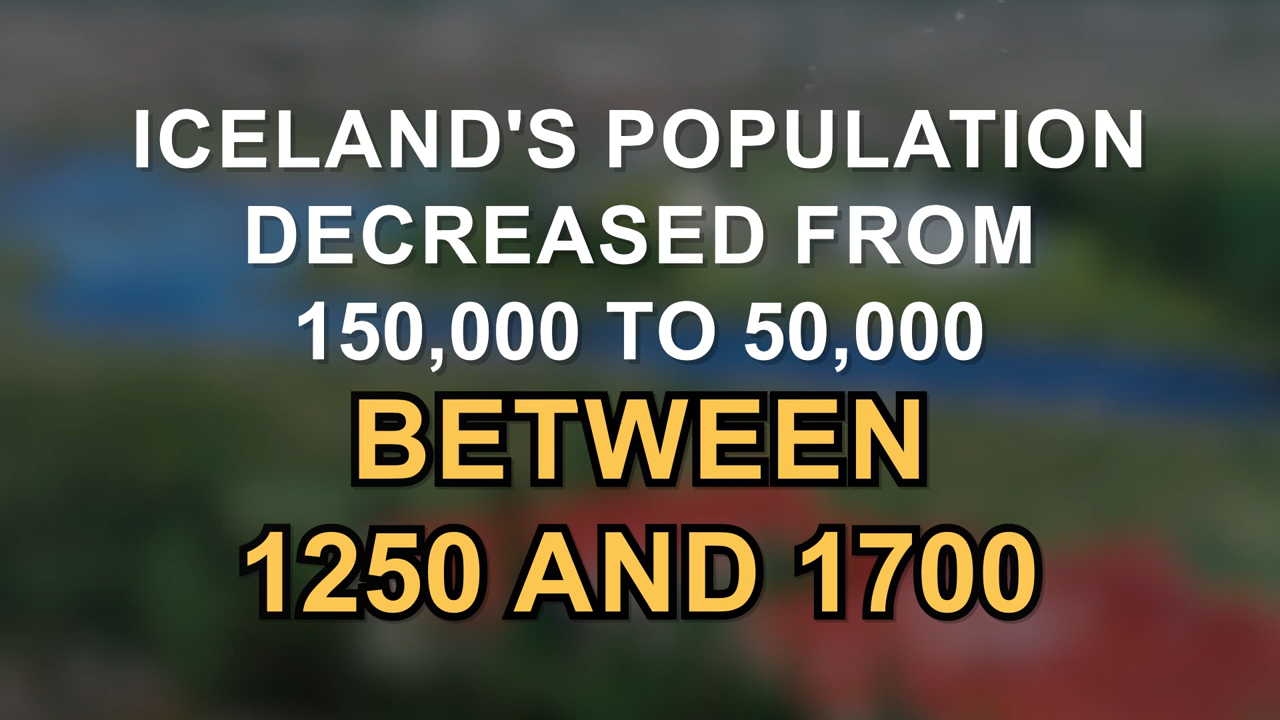 ICELAND'S POPULATION
DECREASED FROM
150,000 TO 50,000
BETWEEN
1250 AND 1700